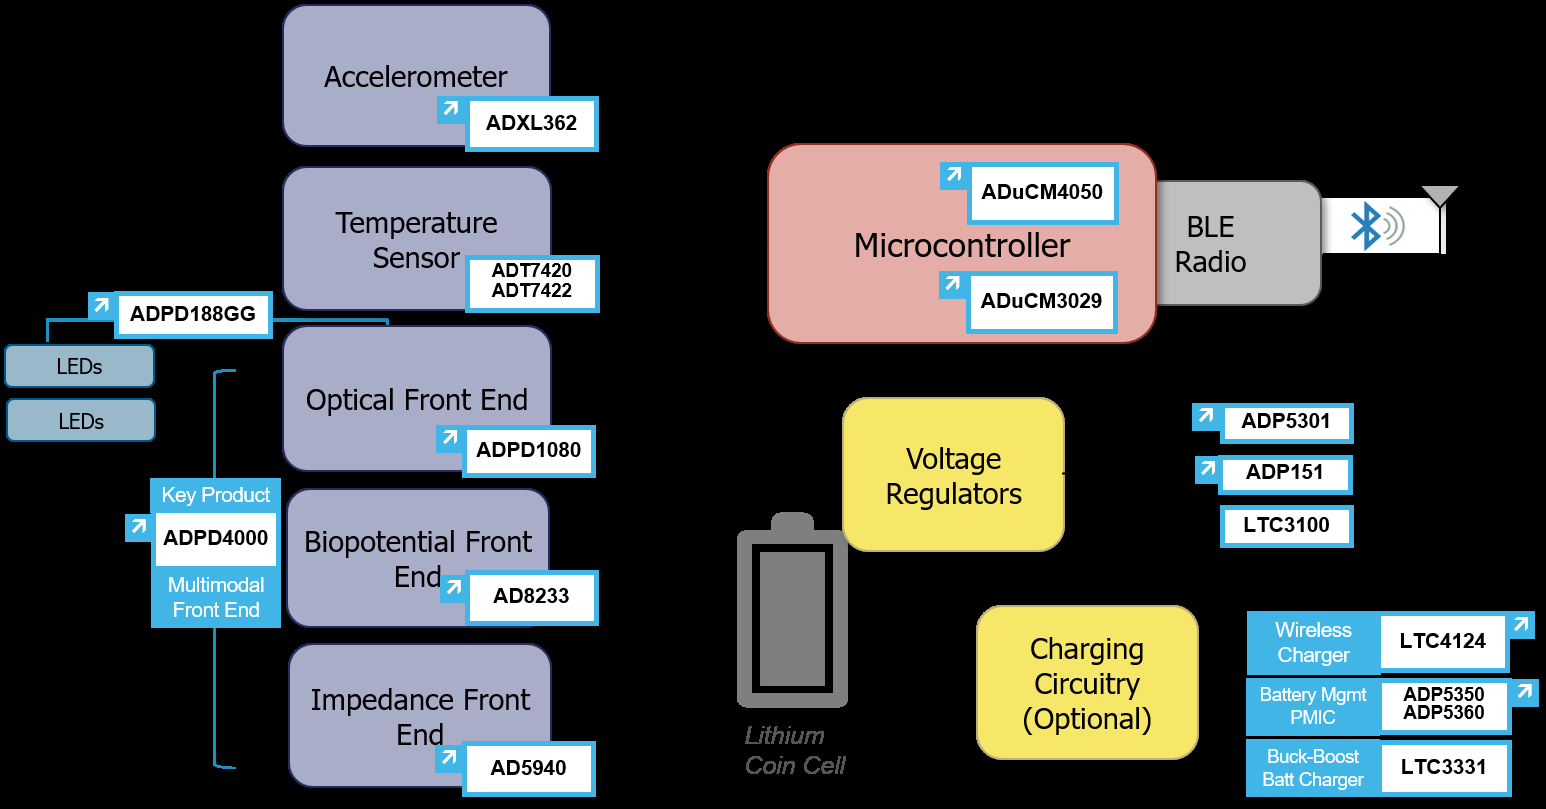 Accelerometer
ADXL362
Temperature
Sensor
ADT7420
ADT7422
ADPD188GG
LEDs
LEDs
Optical Front End
ADPD1080
Key Product
ADPD4000
Multimodal
Front End
Biopotential Front
End
AD8233
Impedance Front
End
AD5940
ADuCM4050
Microcontroller
ADuCM3029
BLE
Radio
Voltage
Regulators
ADP5301
ADP151
LTC3100
Lithium
Coin Cell
Charging
Circuitry
(Optional)
Wireless
Charger
LTC4124
Battery Mgmt
PMIC
ADP5350
ADP5360
Buck-Boost
Batt Charger
LTC3331